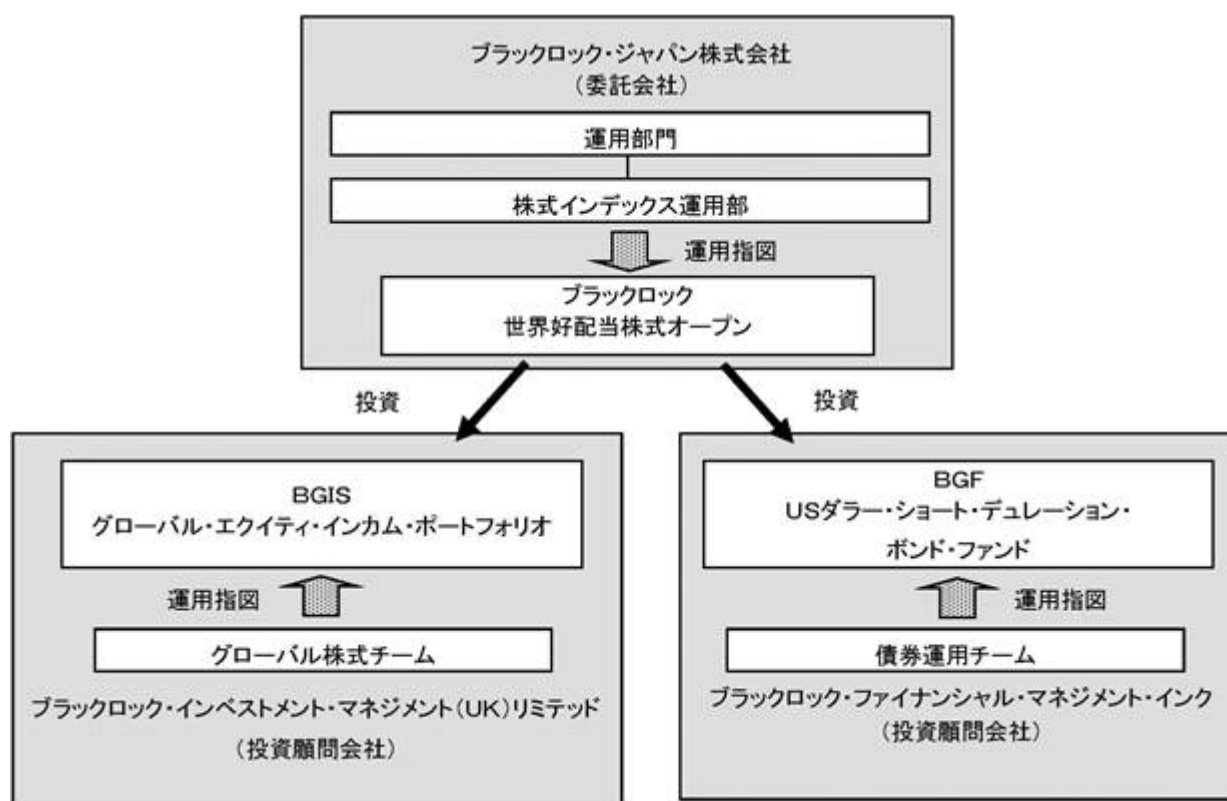 ブラックロック・ジャパン株式会社
（委託会社）
運用部門
株式インデックス運用部
運用指図
ブラックロック
世界好配当株式オープン
投資
投資
BGIS
グローバル・エクイティ・インカム・ポートフォリオ
運用指図
グローバル株式チーム
ブラックロック・インベストメント・マネジメント（UK）リミテッド
（投資顧問会社）
BGF
USダラー・ショート・デュレーション・
ボンド・ファンド
運用指図
債券運用チーム
ブラックロック・ファイナンシャル・マネジメント・インク
（投資顧問会社）